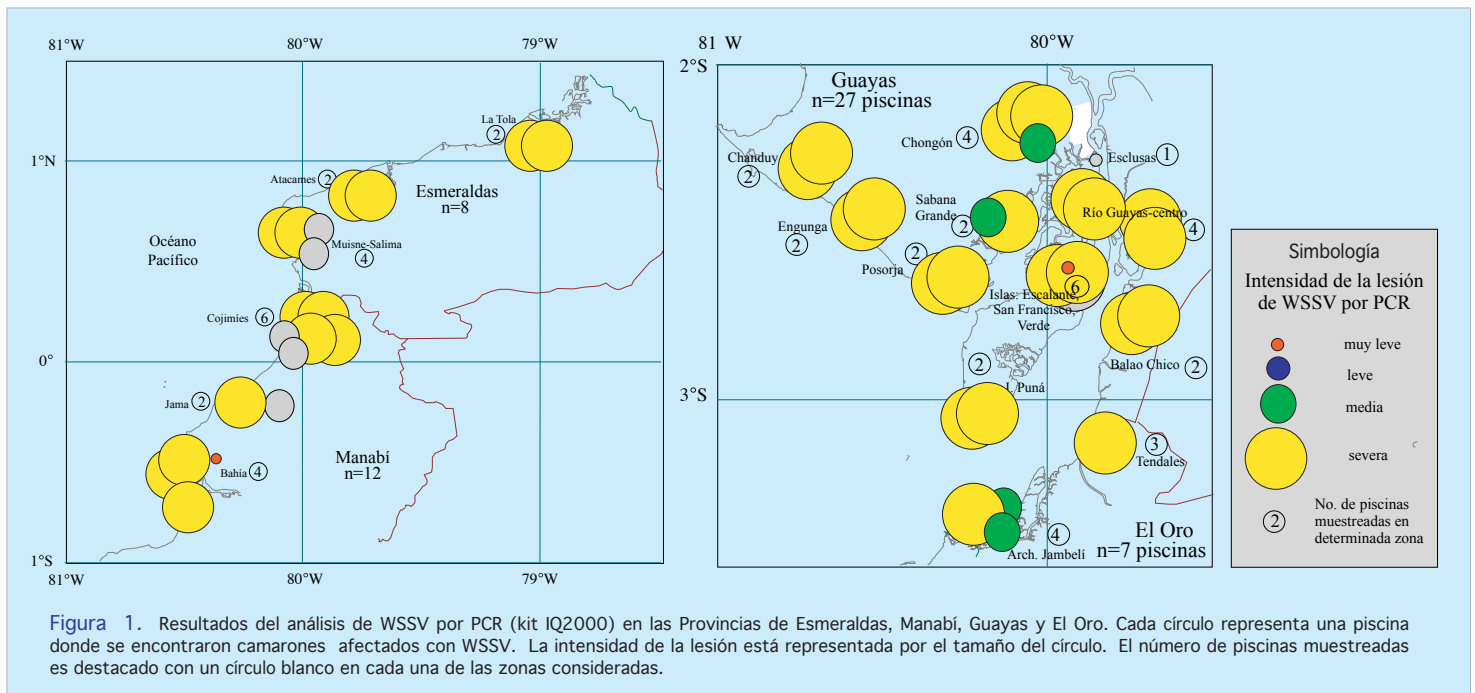 81°W
80°W
79°W
La Tola
2
1°N
Atacames 2
Esmeraldas
n=8
Océano
Pacífico
Muisne-Salima
4
Cojimíes 6
0°
Jama 2
Manabí
n=12
Bahía 4
1°S
81°W
80°W
79°W
81 W
80°W
2°S
Guayas
n=27 piscinas
Chongón 4
Esclusas 1
Chanduy
2
Sabana
Grande
2
Río Guayas-centro
4
Engunga
2
2
Posorja
6
Islas: Escalante,
San Francisco,
Verde
2
Balao Chico 2
I. Puná
3°S
3
Tendales
El Oro
n=7 piscinas
4
Arch. Jambelí
Simbología
Intensidad de la lesión
de WSSV por PCR
muy leve
leve
media
severa
c
2
No. de piscinas
muestreadas en
determinada zona
Figura 1. Resultados del análisis de WSSV por PCR (kit IQ2000) en las Provincias de Esmeraldas, Manabí, Guayas y El Oro. Cada círculo representa una piscina
donde se encontraron camarones afectados con WSSV. La intensidad de la lesión está representada por el tamaño del círculo. El número de piscinas muestreadas
es destacado con un círculo blanco en cada una de las zonas consideradas.